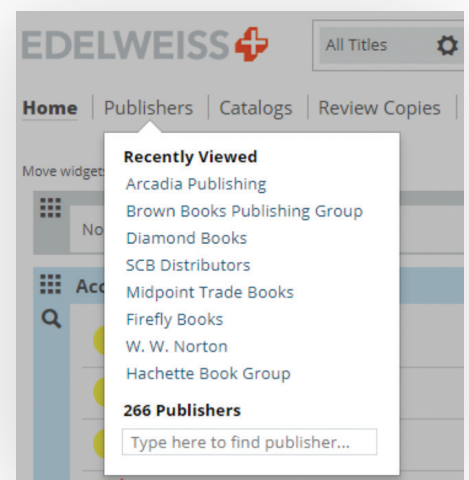 EDELWEISS+
All Titles
Home | Publishers | Catalogs | Review Copies |
Move widget
Recently Viewed
Arcadia Publishing
Brown Books Publishing Group
Diamond Books
SCB Distributors
Midpoint Trade Books
Firefly Books
W. W. Norton
Hachette Book Group
266 Publishers
Type here to find publisher...
No
Acc